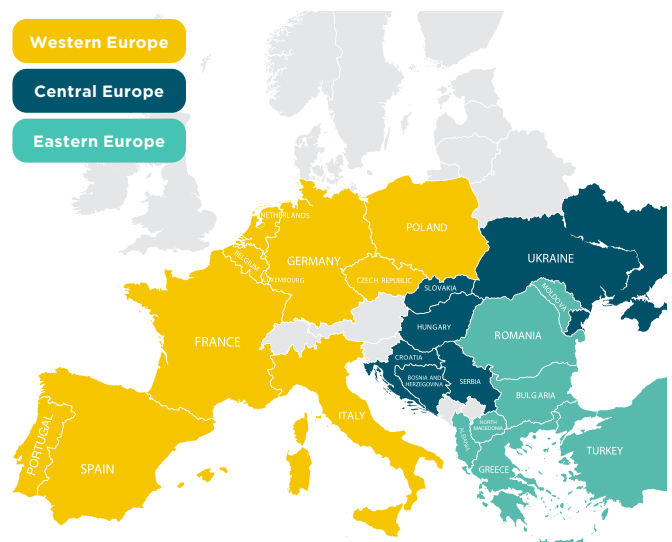 Western Europe
Central Europe
Eastern Europe
NETHERLANDS
POLAND
BELGIUM
GERMANY
UKRAINE
CZECH REPUBLIC
XEMBOURG
SLOVAKIA
MOLDOVA
HUNGARY
ROMANIA
FRANCE
CROATIA
BOSNIA AND
HERZEGOVINA
SERBIA
BULGARIA
ITALY
NORTH
MACEDONIA
PORTUGAL
ALBANIA
TURKEY
SPAIN
GREECE